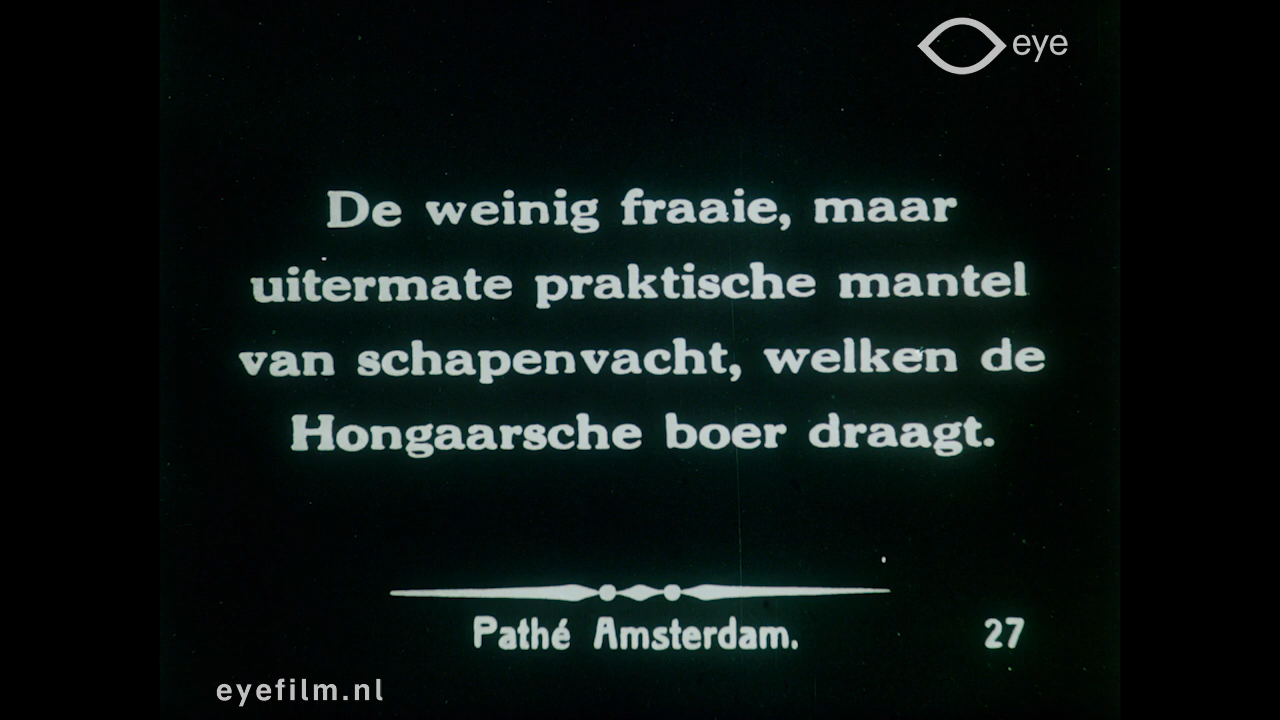 eye
De weinig fraaie, maar
uitermate praktische mantel
van schapenvacht, welken de
Hongaarsche boer draagt.
Pathé Amsterdam.
27
eyefilm.nl